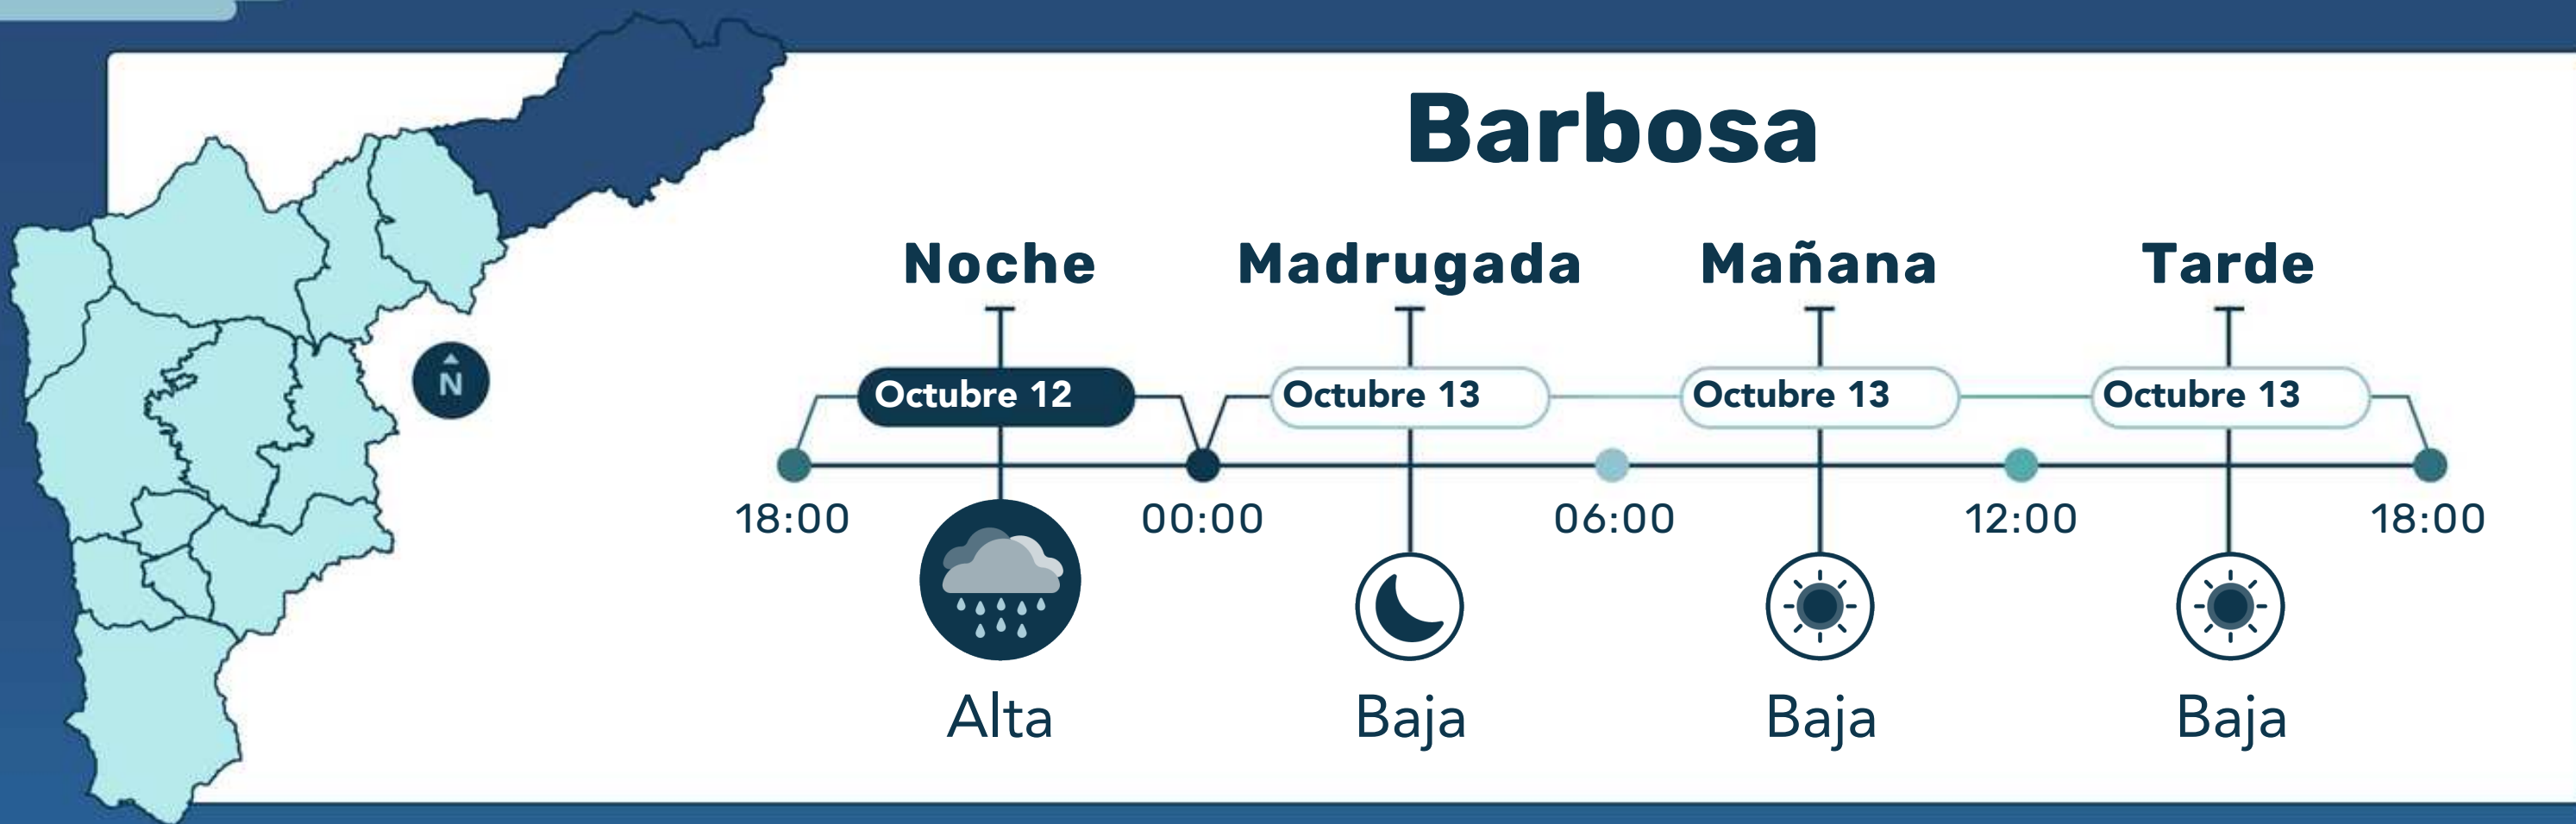 Barbosa
Noche Madrugada Mañana Tarde
Octubre 12 Octubre 13 Octubre 13 Octubre 13
N
18:00 00:00 06:00 12:00 18:00
Alta Baja Baja Baja